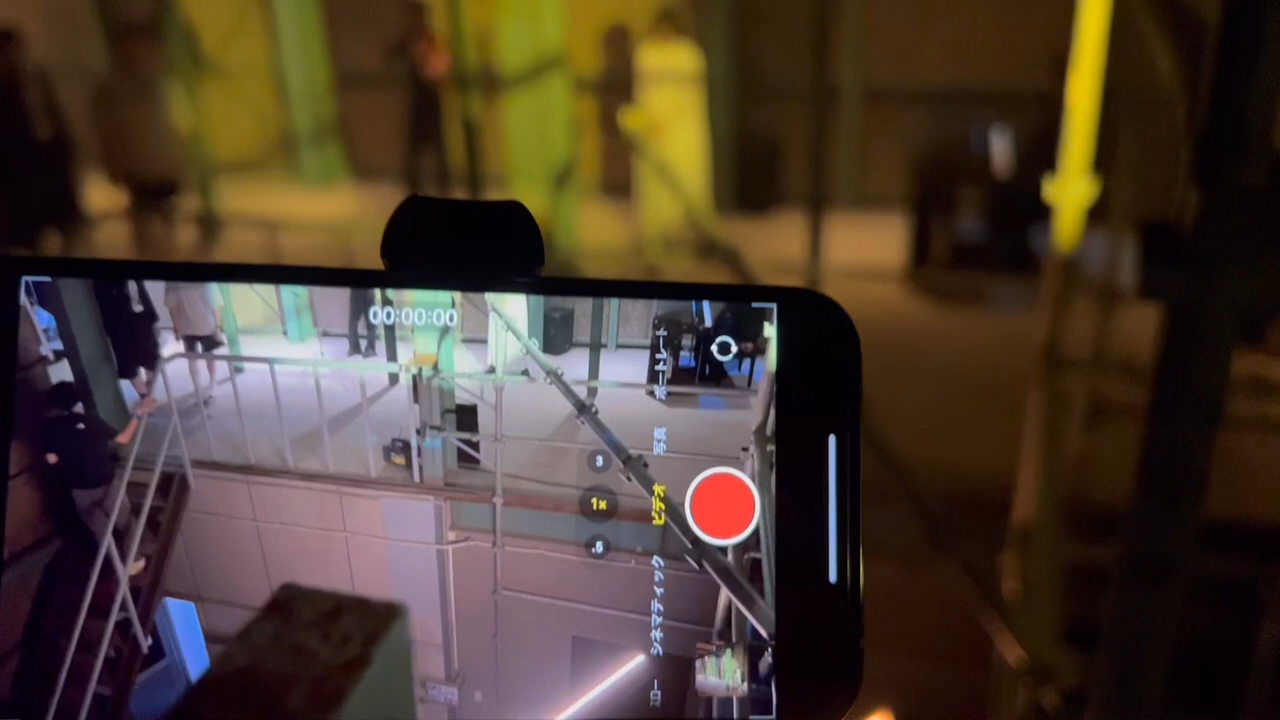 00:00:00
ポートレート
写真
ビデオ
シネマティック
スロー
3
1×
.5